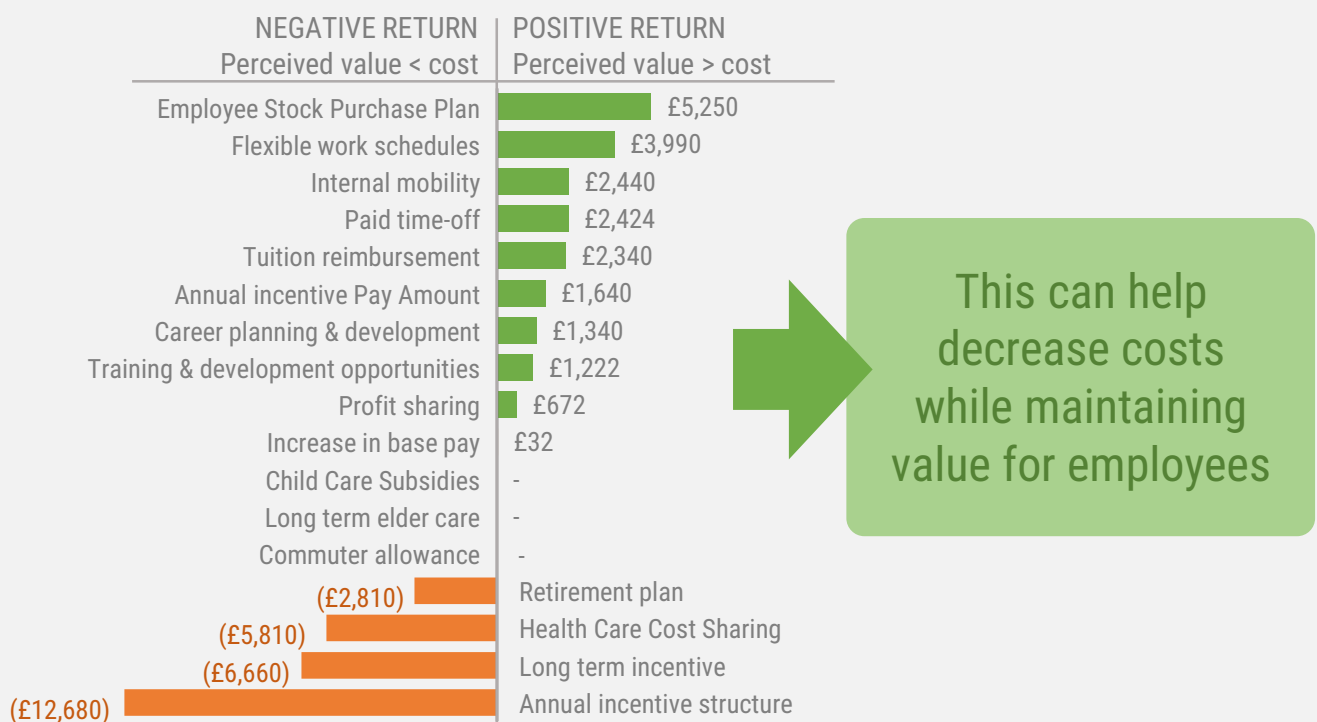 NEGATIVE RETURN
Perceived value < cost
POSITIVE RETURN
Perceived value > cost
Employee Stock Purchase Plan £5,250
Flexible work schedules £3,990
Internal mobility £2,440
Paid time-off £2,424
Tuition reimbursement £2,340
Annual incentive Pay Amount £1,640
Career planning & development £1,340
Training & development opportunities £1,222
Profit sharing £672
Increase in base pay £32
Child Care Subsidies -
Long term elder care -
Commuter allowance -
(£2,810) Retirement plan
(£5,810) Health Care Cost Sharing
(£6,660) Long term incentive
(£12,680) Annual incentive structure
This can help
decrease costs
while maintaining
value for employees